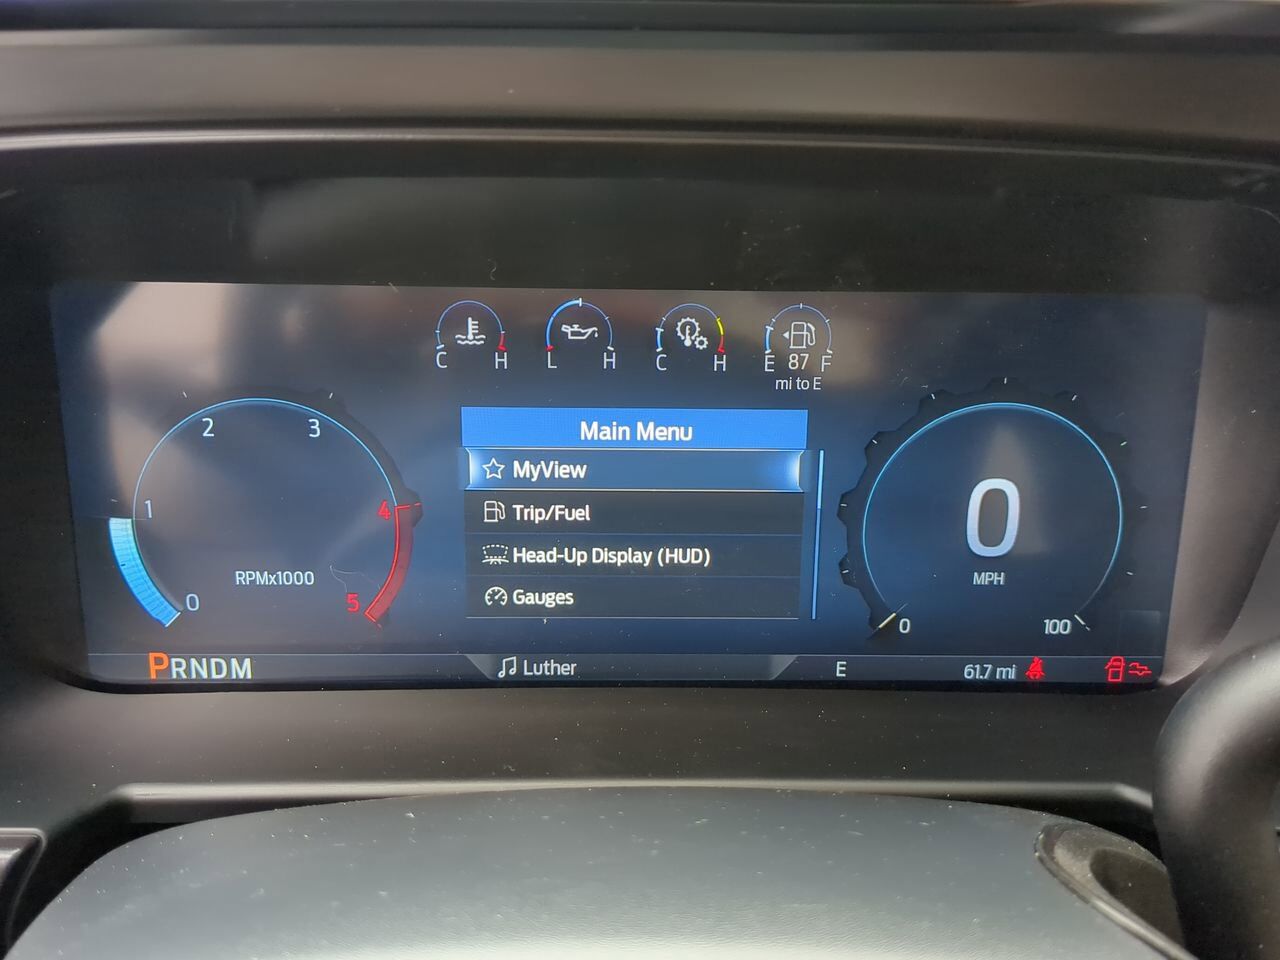 C H L H C H E 87 F
mi to E
Main Menu
MyView
Trip/Fuel
Head-Up Display (HUD)
Gauges
0 1 2 3 4 5
RPMx1000
0
MPH
0 100
PRNDM
Luther
E
61.7 mi